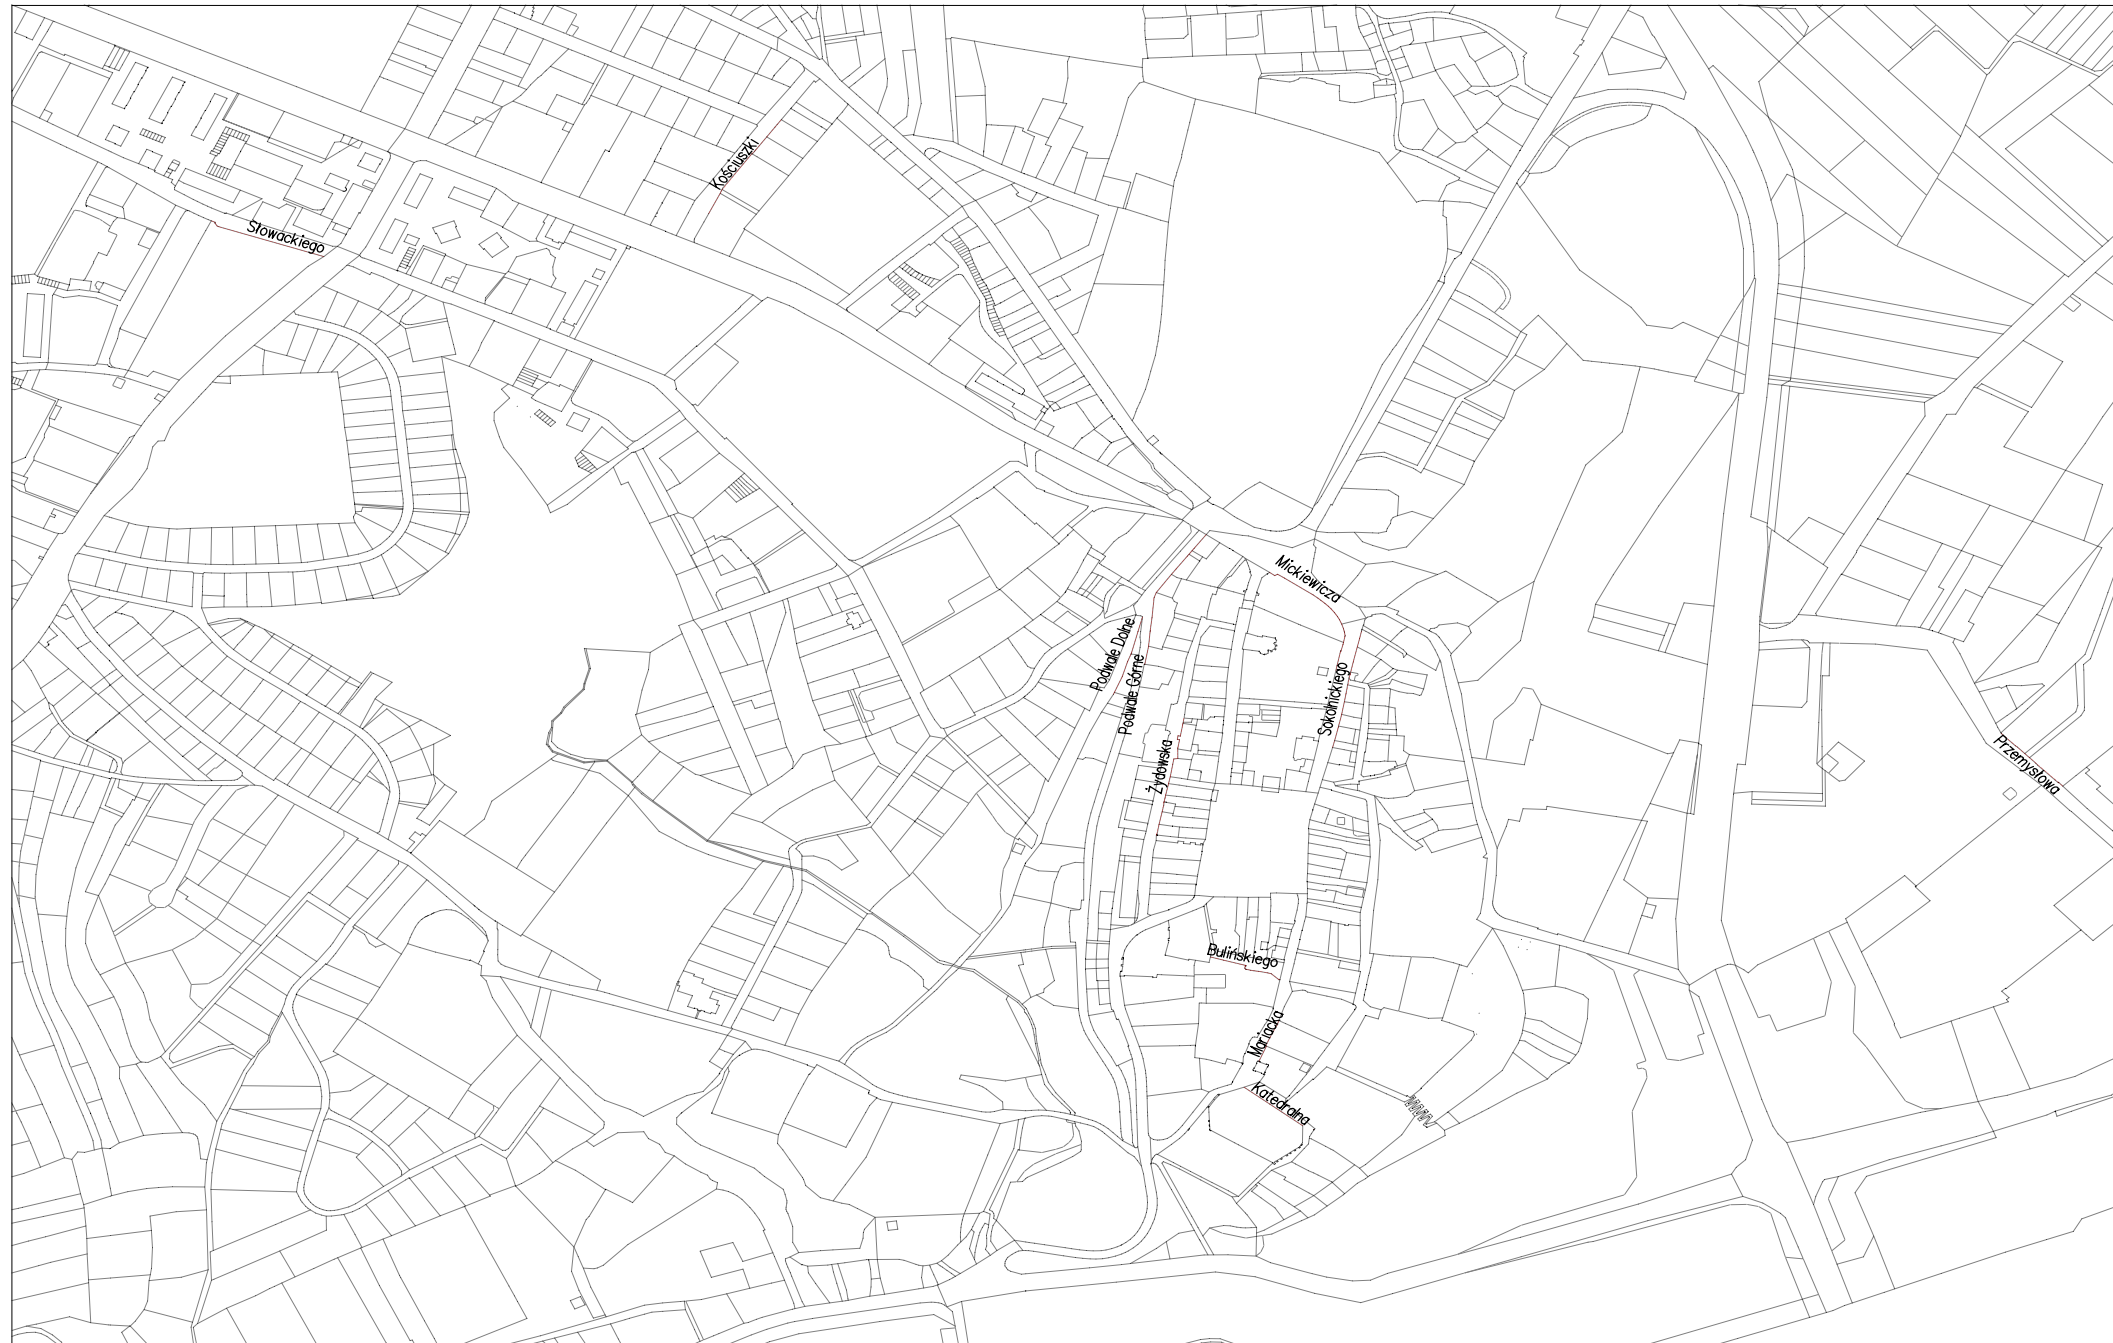 Kościuszki
Słowackiego
Mickiewicza
Podwale Dolne
Podwale Górne
Sokolnickiego
Żydowska
Przemysłowa
Bulińskiego
Mariacka
Katedralna